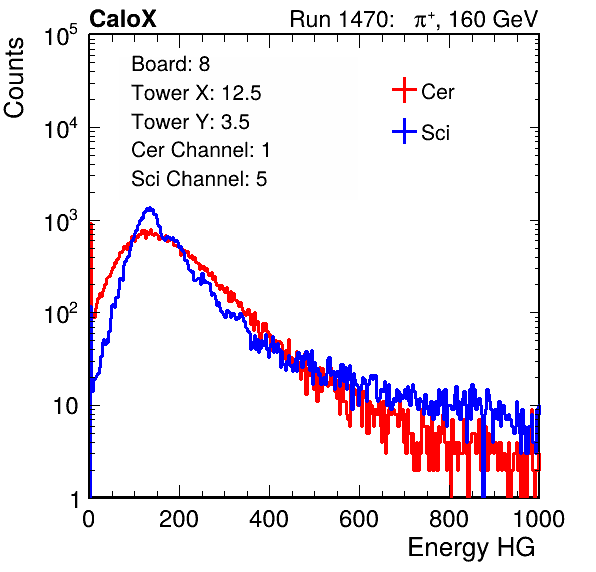 CaloX Run 1470: π⁺, 160 GeV
Counts
10⁵
10⁴
10³
10²
10
1
Board: 8
Tower X: 12.5
Tower Y: 3.5
Cer Channel: 1
Sci Channel: 5
Cer
Sci
0 200 400 600 800 1000
Energy HG